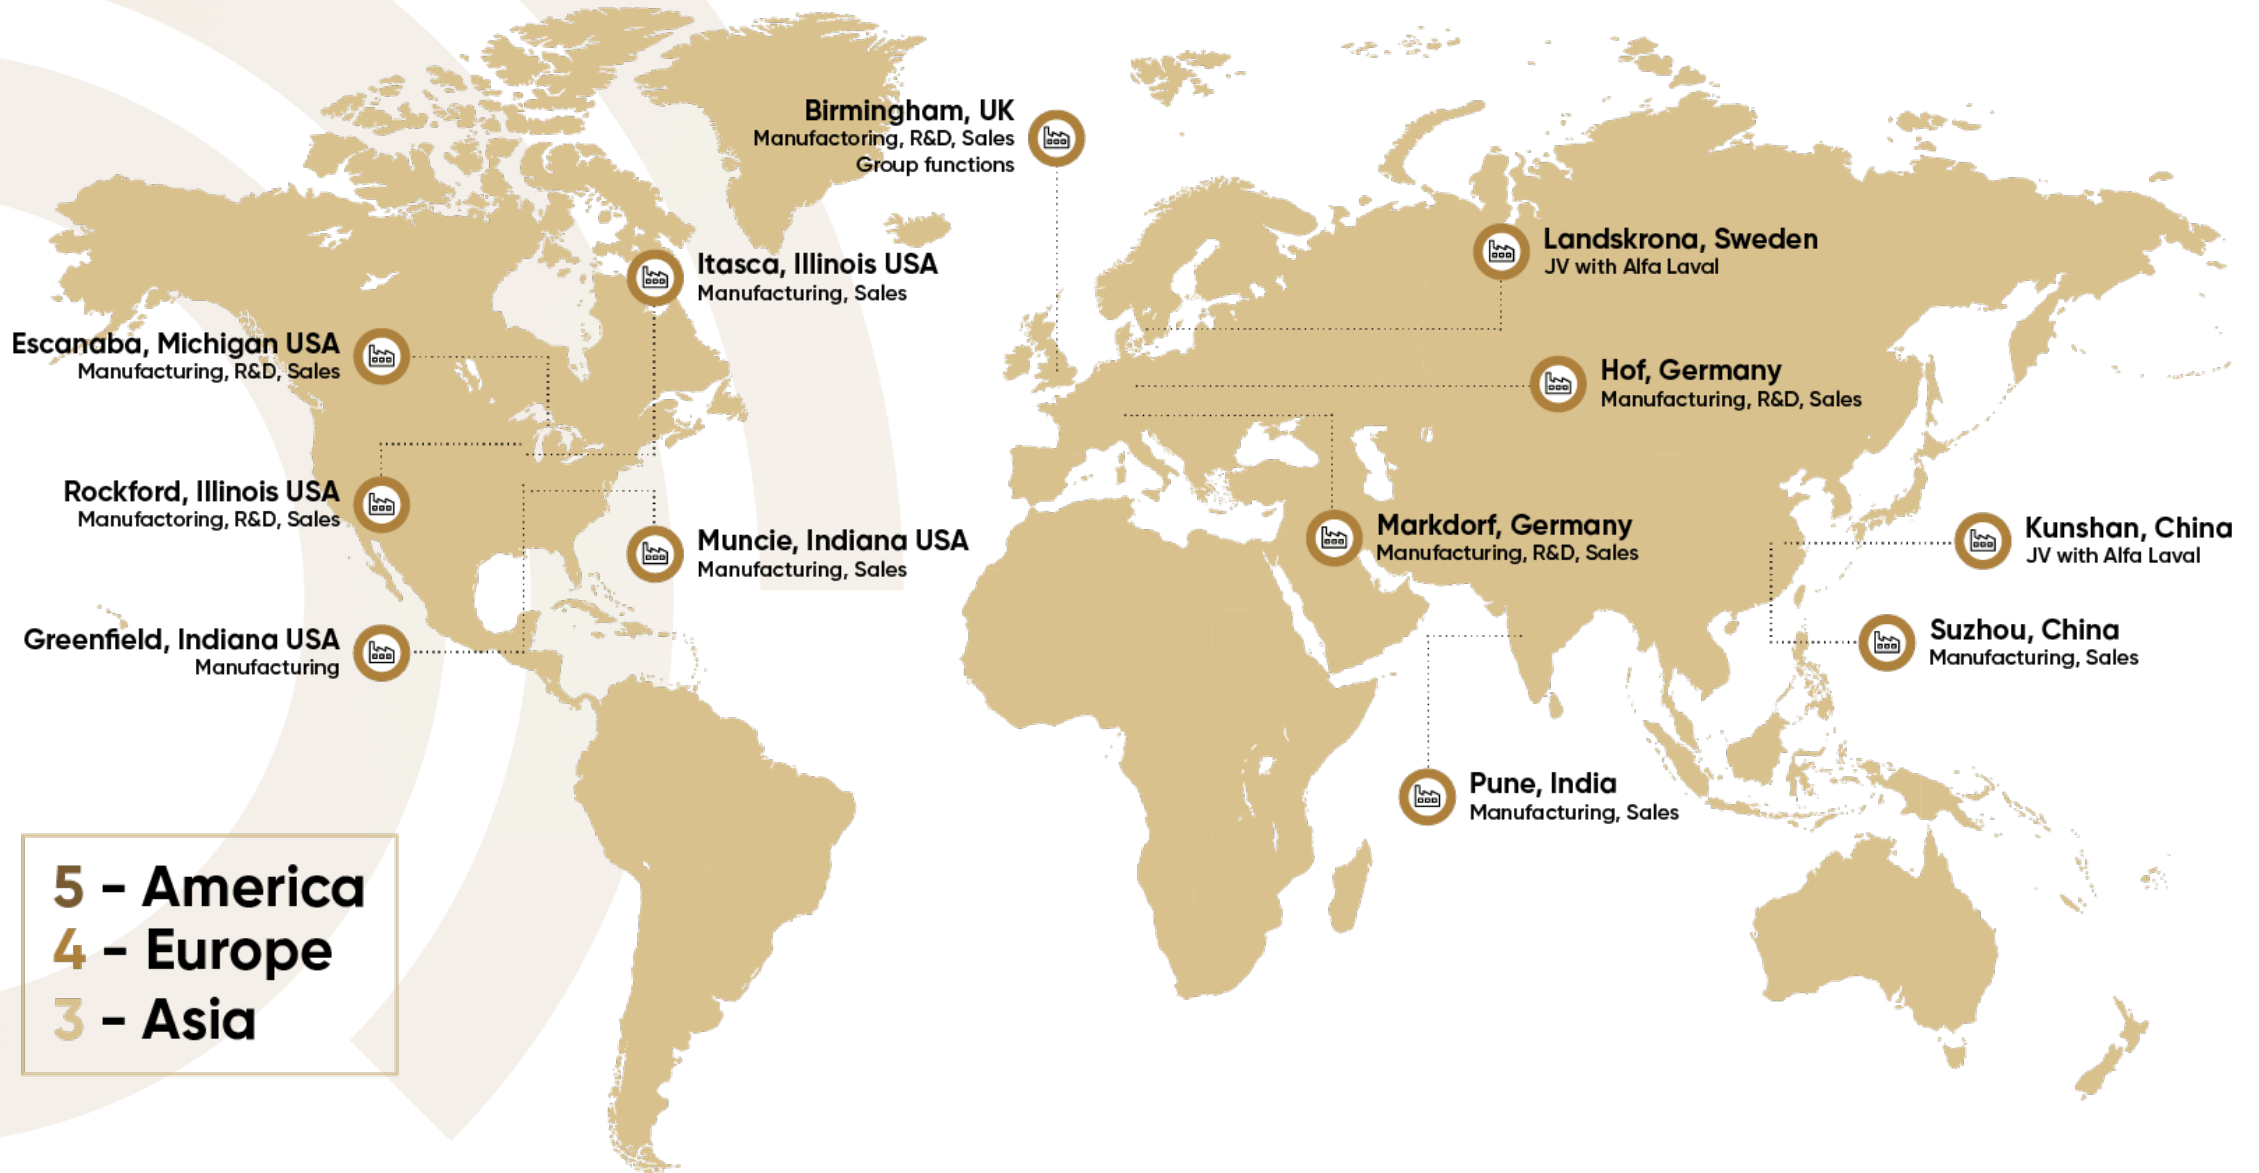 Birmingham, UK
Manufactoring, R&D, Sales
Group functions
Landskrona, Sweden
JV with Alfa Laval
Itasca, Illinois USA
Manufacturing, Sales
Escanaba, Michigan USA
Manufacturing, R&D, Sales
Hof, Germany
Manufacturing, R&D, Sales
Rockford, Illinois USA
Manufactoring, R&D, Sales
Muncie, Indiana USA
Manufacturing, Sales
Markdorf, Germany
Manufacturing, R&D, Sales
Kunshan, China
JV with Alfa Laval
Greenfield, Indiana USA
Manufacturing
Suzhou, China
Manufacturing, Sales
Pune, India
Manufacturing, Sales
5 - America
4 - Europe
3 - Asia